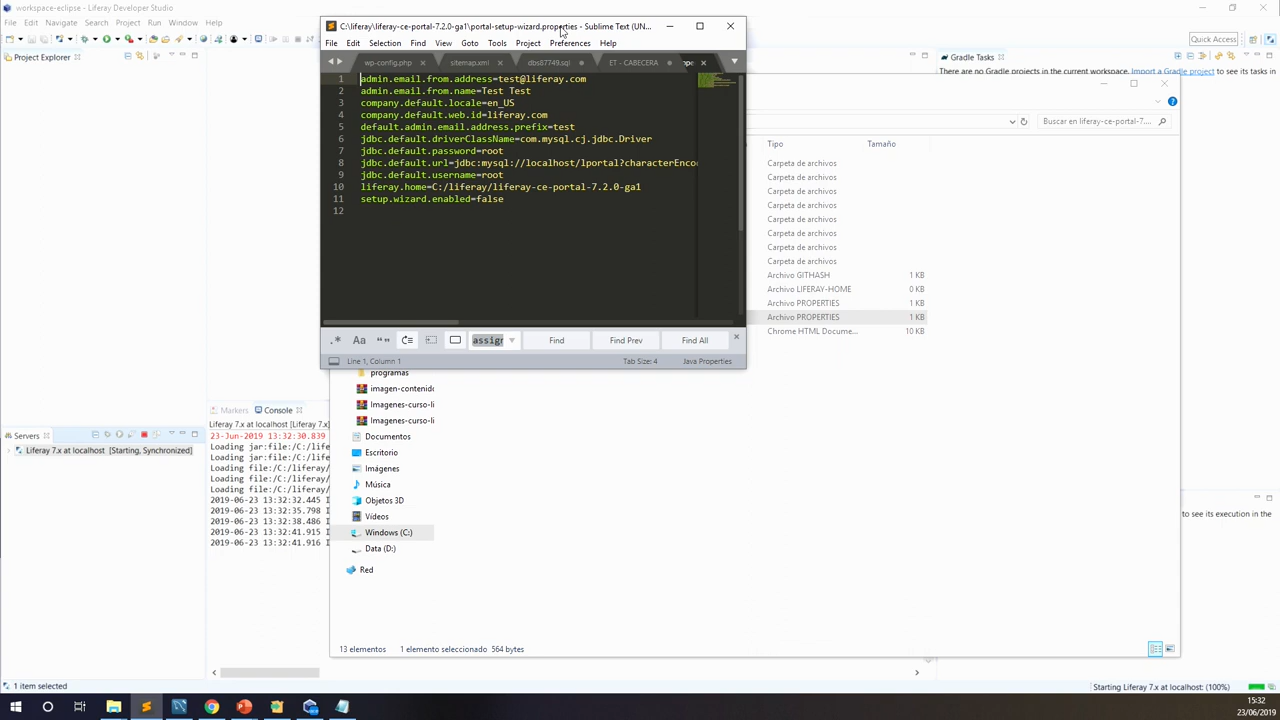 workspace-eclipse - Liferay Developer Studio
File Edit Navigate Search Project Run Window
Quick Access
Project Explorer
C:\liferay\liferay-ce-portal-7.2.0-ga1\portal-setup-wizard.properties - Sublime Text (UN...
File Edit Selection Find View Goto Tools Project Preferences Help
wp-config.php sitemap.xml dbs87749.sql ET - CABECERA
1 admin.email.from.address=test@liferay.com
2 admin.email.from.name=Test Test
3 company.default.locale=en_US
4 company.default.web.id=liferay.com
5 default.admin.email.address.prefix=test
6 jdbc.default.driverClassName=com.mysql.cj.jdbc.Driver
7 jdbc.default.password=root
8 jdbc.default.url=jdbc:mysql://localhost/lportal?characterEnco
9 jdbc.default.username=root
10 liferay.home=C:/liferay/liferay-ce-portal-7.2.0-ga1
11 setup.wizard.enabled=false
12
.* Aa “” assign Find Find Prev Find All
Line 1, Column 1 Tab Size: 4 Java Properties
Gradle Tasks
There are no Gradle projects in the current workspace. Import a Gradle proj
Buscar en liferay-ce-portal-7....
Tipo Tamaño
Carpeta de archivos
Carpeta de archivos
Carpeta de archivos
Carpeta de archivos
Carpeta de archivos
Carpeta de archivos
Carpeta de archivos
Carpeta de archivos
Archivo GITHASH 1 KB
Archivo LIFERAY-HOME 0 KB
Archivo PROPERTIES 1 KB
Archivo PROPERTIES 1 KB
Chrome HTML Docume... 10 KB
programas
imagen-contenido
Imagenes-curso-li
Imagenes-curso-li
Documentos
Escritorio
Imágenes
Música
Objetos 3D
Vídeos
Windows (C:)
Data (D:)
Red
13 elementos 1 elemento seleccionado 564 bytes
Servers
Liferay 7.x at localhost [Starting, Synchronized]
Markers Console
Liferay 7.x at localhost [Liferay 7.x]
23-Jun-2019 13:32:30.839
Loading jar:file:/C:/life
Loading jar:file:/C:/life
Loading file:/C:/liferay/
Loading file:/C:/liferay/
Loading file:/C:/liferay/
2019-06-23 13:32:32.445 I
2019-06-23 13:32:35.798 I
2019-06-23 13:32:38.486 I
2019-06-23 13:32:41.915 I
2019-06-23 13:32:41.916 I
to see its execution in the
1 item selected
Starting Liferay 7.x: (100%)
15:32
23/06/2019